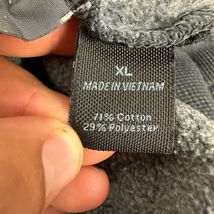 XL
MADE IN VIETNAM
71% Cotton
29% Polyester